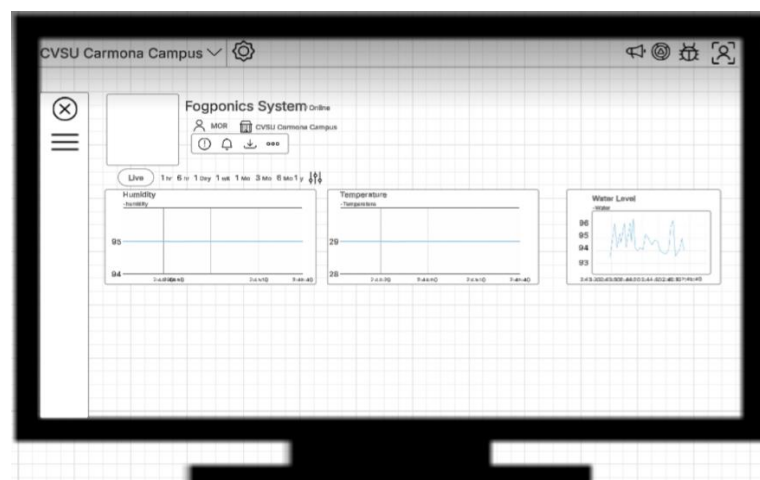 CVSU Carmona Campus
Fogponics System Online
MOR CVSU Carmona Campus
Live 1 hr 6 hr 1 Day 1 wk 1 Mo 3 Mo 6 Mo 1 y
Humidity
-humidity
95
94
Temperature
-Temperature
29
28
Water Level
-Water
96
95
94
93